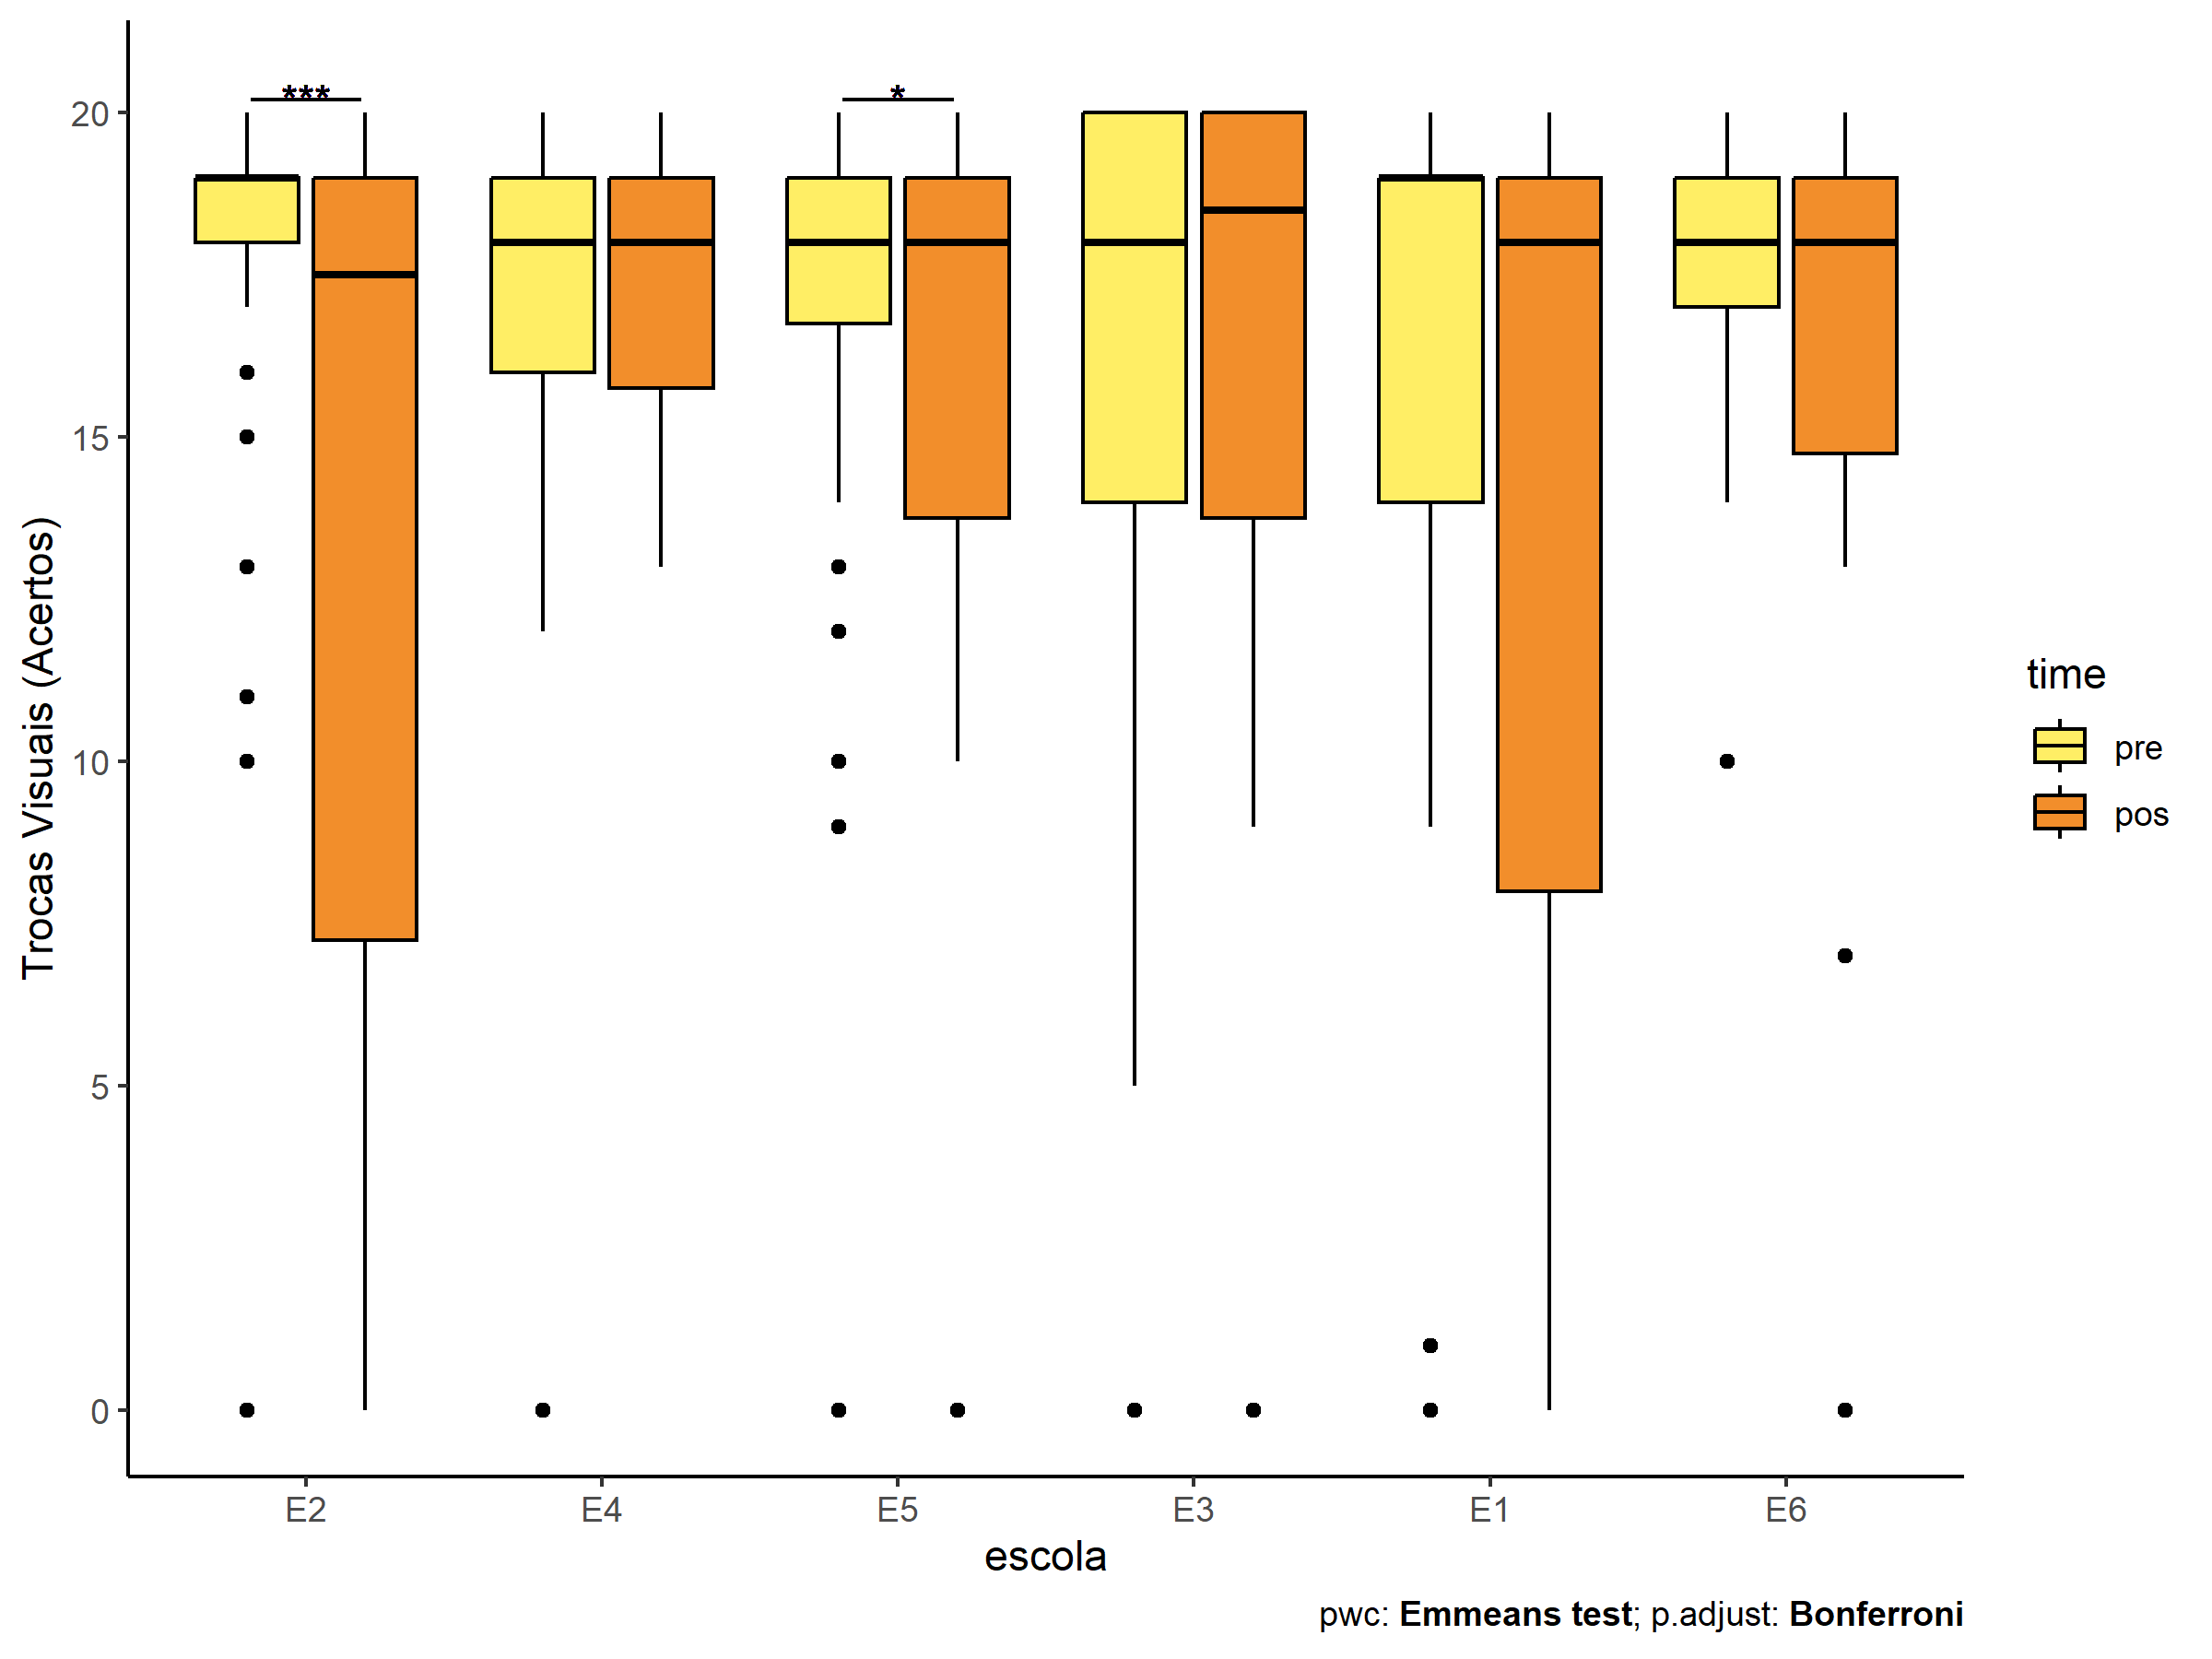 *** *
20
15
10
5
0
Trocas Visuais (Acertos)
E2 E4 E5 E3 E1 E6
escola
time
pre
pos
pwc: Emmeans test; p.adjust: Bonferroni